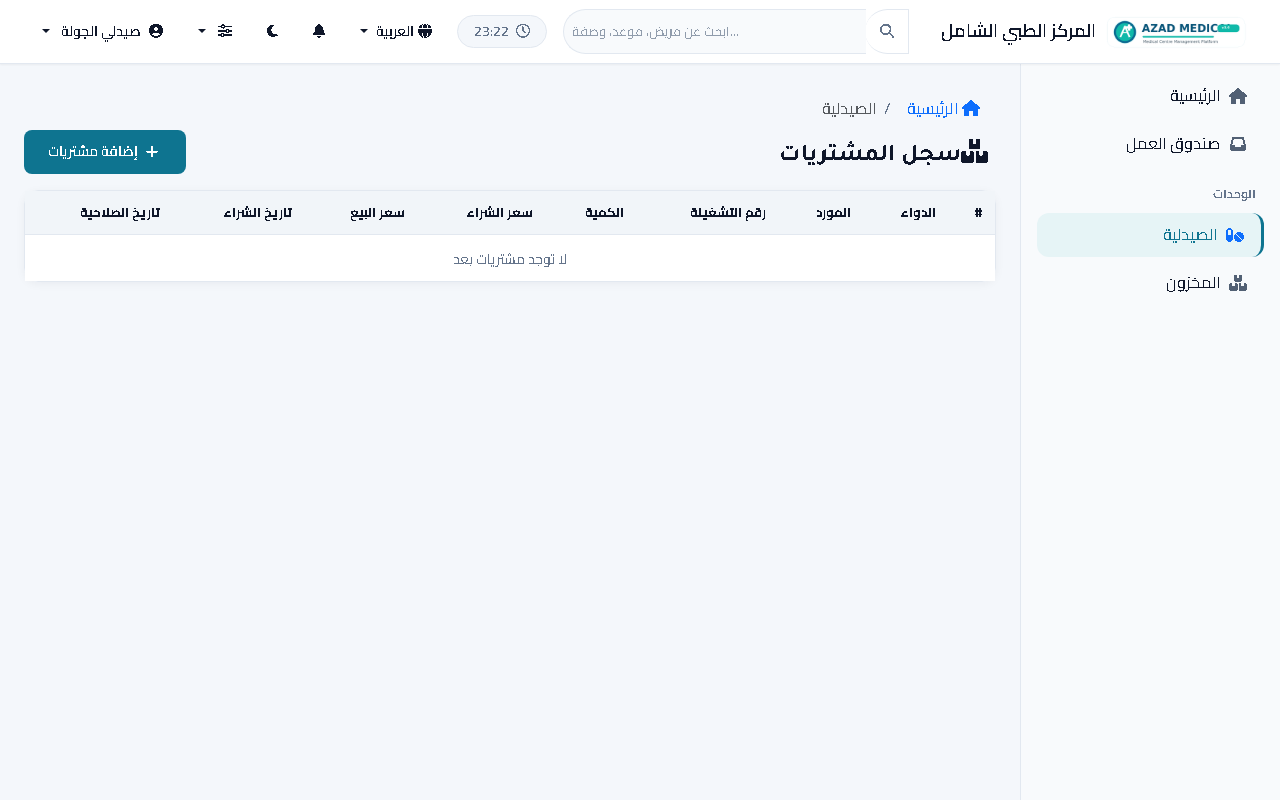 AZAD MEDIC
Medical Centre Management Platform
المركز الطبي الشامل
ابحث عن مريض، موعد، وصفة...
23:22
العربية
صيدلي الجولة
الرئيسية
صندوق العمل
الوحدات
الصيدلية
المخزون
الرئيسية / الصيدلية
سجل المشتريات
إضافة مشتريات
# الدواء المورد رقم التشغيلة الكمية سعر الشراء سعر البيع تاريخ الشراء تاريخ الصلاحية
لا توجد مشتريات بعد